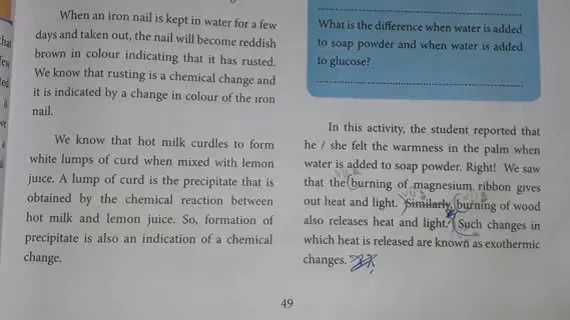 When an iron nail is kept in water for a few
days and taken out, the nail will become reddish
brown in colour indicating that it has rusted.
We know that rusting is a chemical change and
it is indicated by a change in colour of the iron
nail.
We know that hot milk curdles to form
white lumps of curd when mixed with lemon
juice. A lump of curd is the precipitate that is
obtained by the chemical reaction between
hot milk and lemon juice. So, formation of
precipitate is also an indication of a chemical
change.
What is the difference when water is added
to soap powder and when water is added
to glucose?
In this activity, the student reported that
he / she felt the warmness in the palm when
water is added to soap powder. Right! We saw
that the burning of magnesium ribbon gives
out heat and light. Similarly, burning of wood
also releases heat and light. Such changes in
which heat is released are known as exothermic
changes.
49